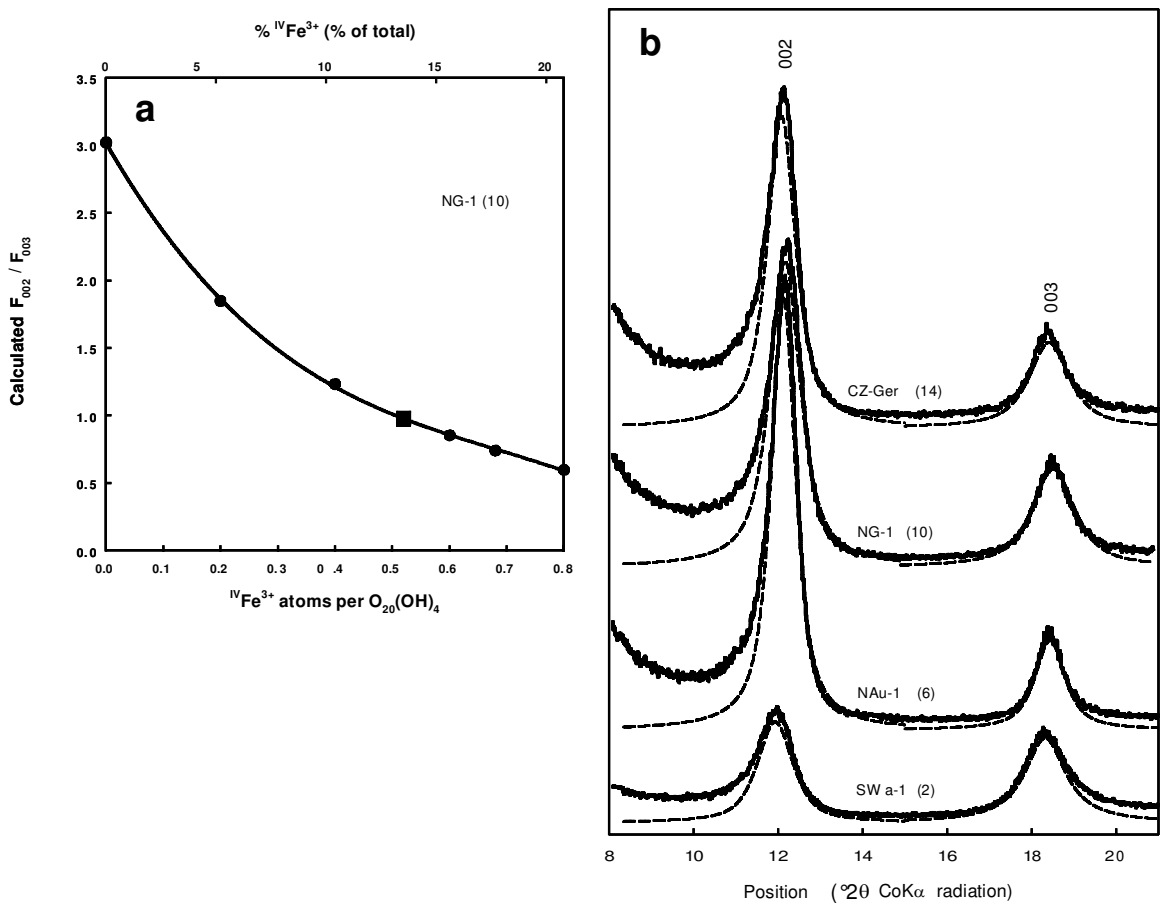 % IVFe3+ (% of total)
0 5 10 15 20
a
3.5
3.0
2.5
2.0
1.5
1.0
0.5
0.0
NG-1 (10)
Calculated F002 / F003
0.0 0.1 0.2 0.3 0 .4 0.5 0.6 0.7 0.8
IVFe3+ atoms per O20(OH)4
b
002
003
CZ-Ger (14)
NG-1 (10)
NAu-1 (6)
SW a-1 (2)
8 10 12 14 16 18 20
Position (°2θ CoKα radiation)